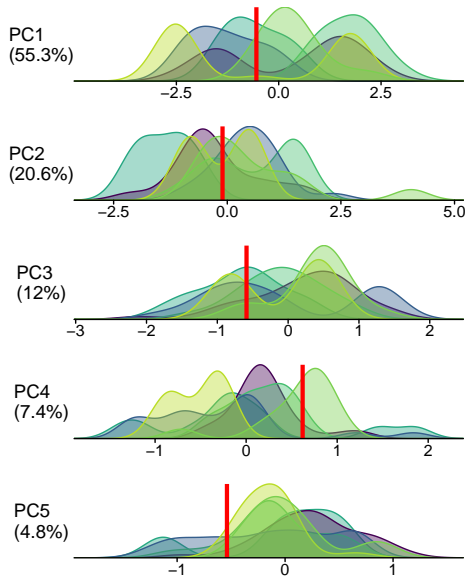 PC1
(55.3%)
−2.5 0.0 2.5
PC2
(20.6%)
−2.5 0.0 2.5 5.0
PC3
(12%)
−3 −2 −1 0 1 2
PC4
(7.4%)
−1 0 1 2
PC5
(4.8%)
−1 0 1